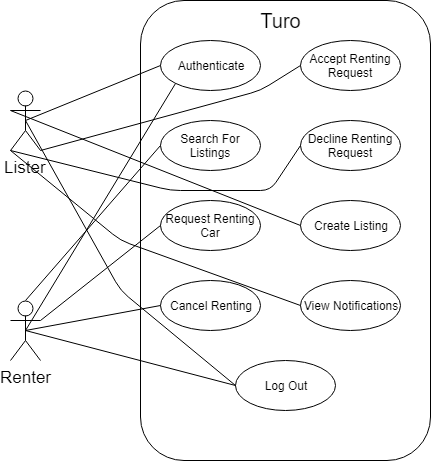 Turo
Authenticate
Accept Renting
Request
Search For
Listings
Decline Renting
Request
Lister
Request Renting
Car
Create Listing
Cancel Renting
View Notifications
Renter
Log Out